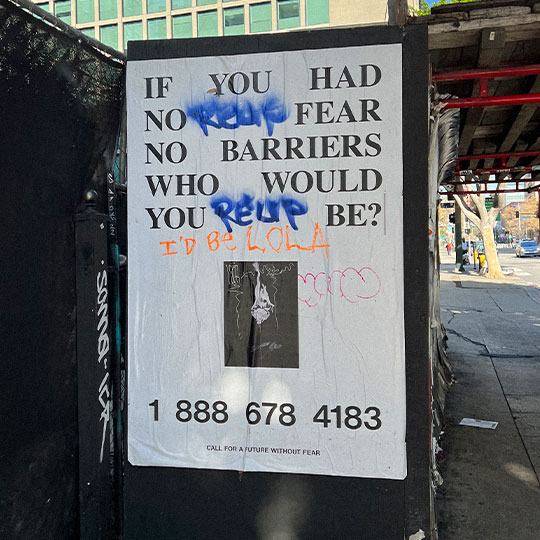 IF YOU HAD
NO REUP FEAR
NO BARRIERS
WHO WOULD
YOU REUP BE?
I'D BE LOLA
1 888 678 4183
CALL FOR A FUTURE WITHOUT FEAR